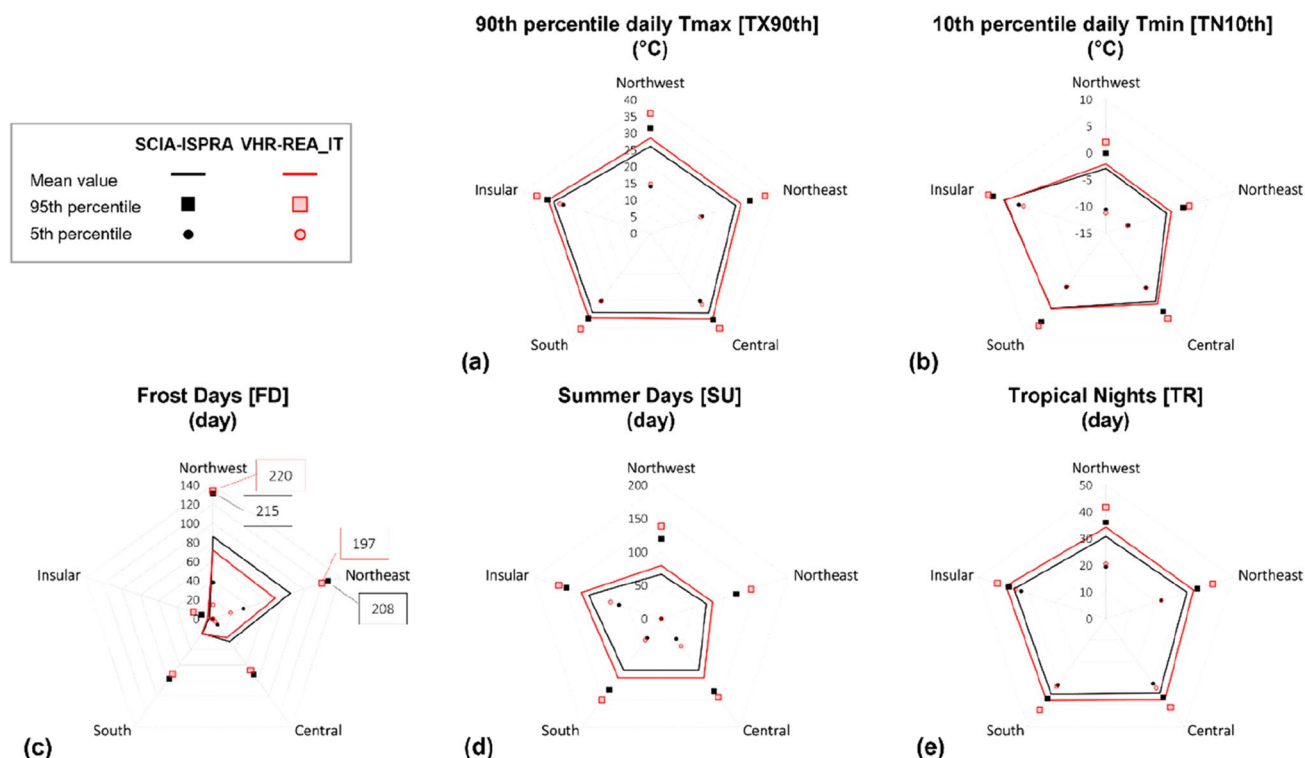 90th percentile daily Tmax [TX90th]
(°C)
10th percentile daily Tmin [TN10th]
(°C)
SCIA-ISPRA VHR-REA_IT
Mean value
95th percentile
5th percentile
Northwest
40
35
30
25
20
15
10
5
0
Insular
Northeast
South
Central
(a)
Northwest
10
5
0
-5
-10
-15
Insular
Northeast
South
Central
(b)
Frost Days [FD]
(day)
Northwest
220
215
197
208
140
120
100
80
60
40
20
0
Insular
Northeast
South
Central
(c)
Summer Days [SU]
(day)
Northwest
200
150
100
50
0
Insular
Northeast
South
Central
(d)
Tropical Nights [TR]
(day)
Northwest
50
40
30
20
10
0
Insular
Northeast
South
Central
(e)